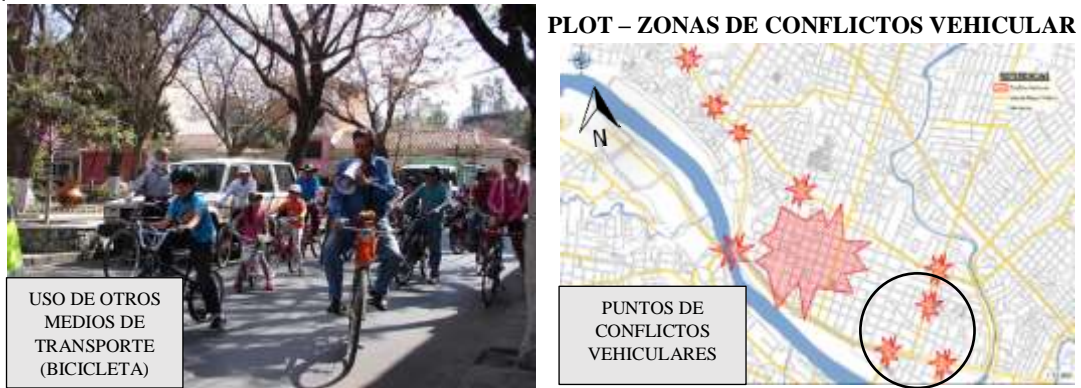 PLOT – ZONAS DE CONFLICTOS VEHICULAR
N
USO DE OTROS
MEDIOS DE
TRANSPORTE
(BICICLETA)
PUNTOS DE
CONFLICTOS
VEHICULARES